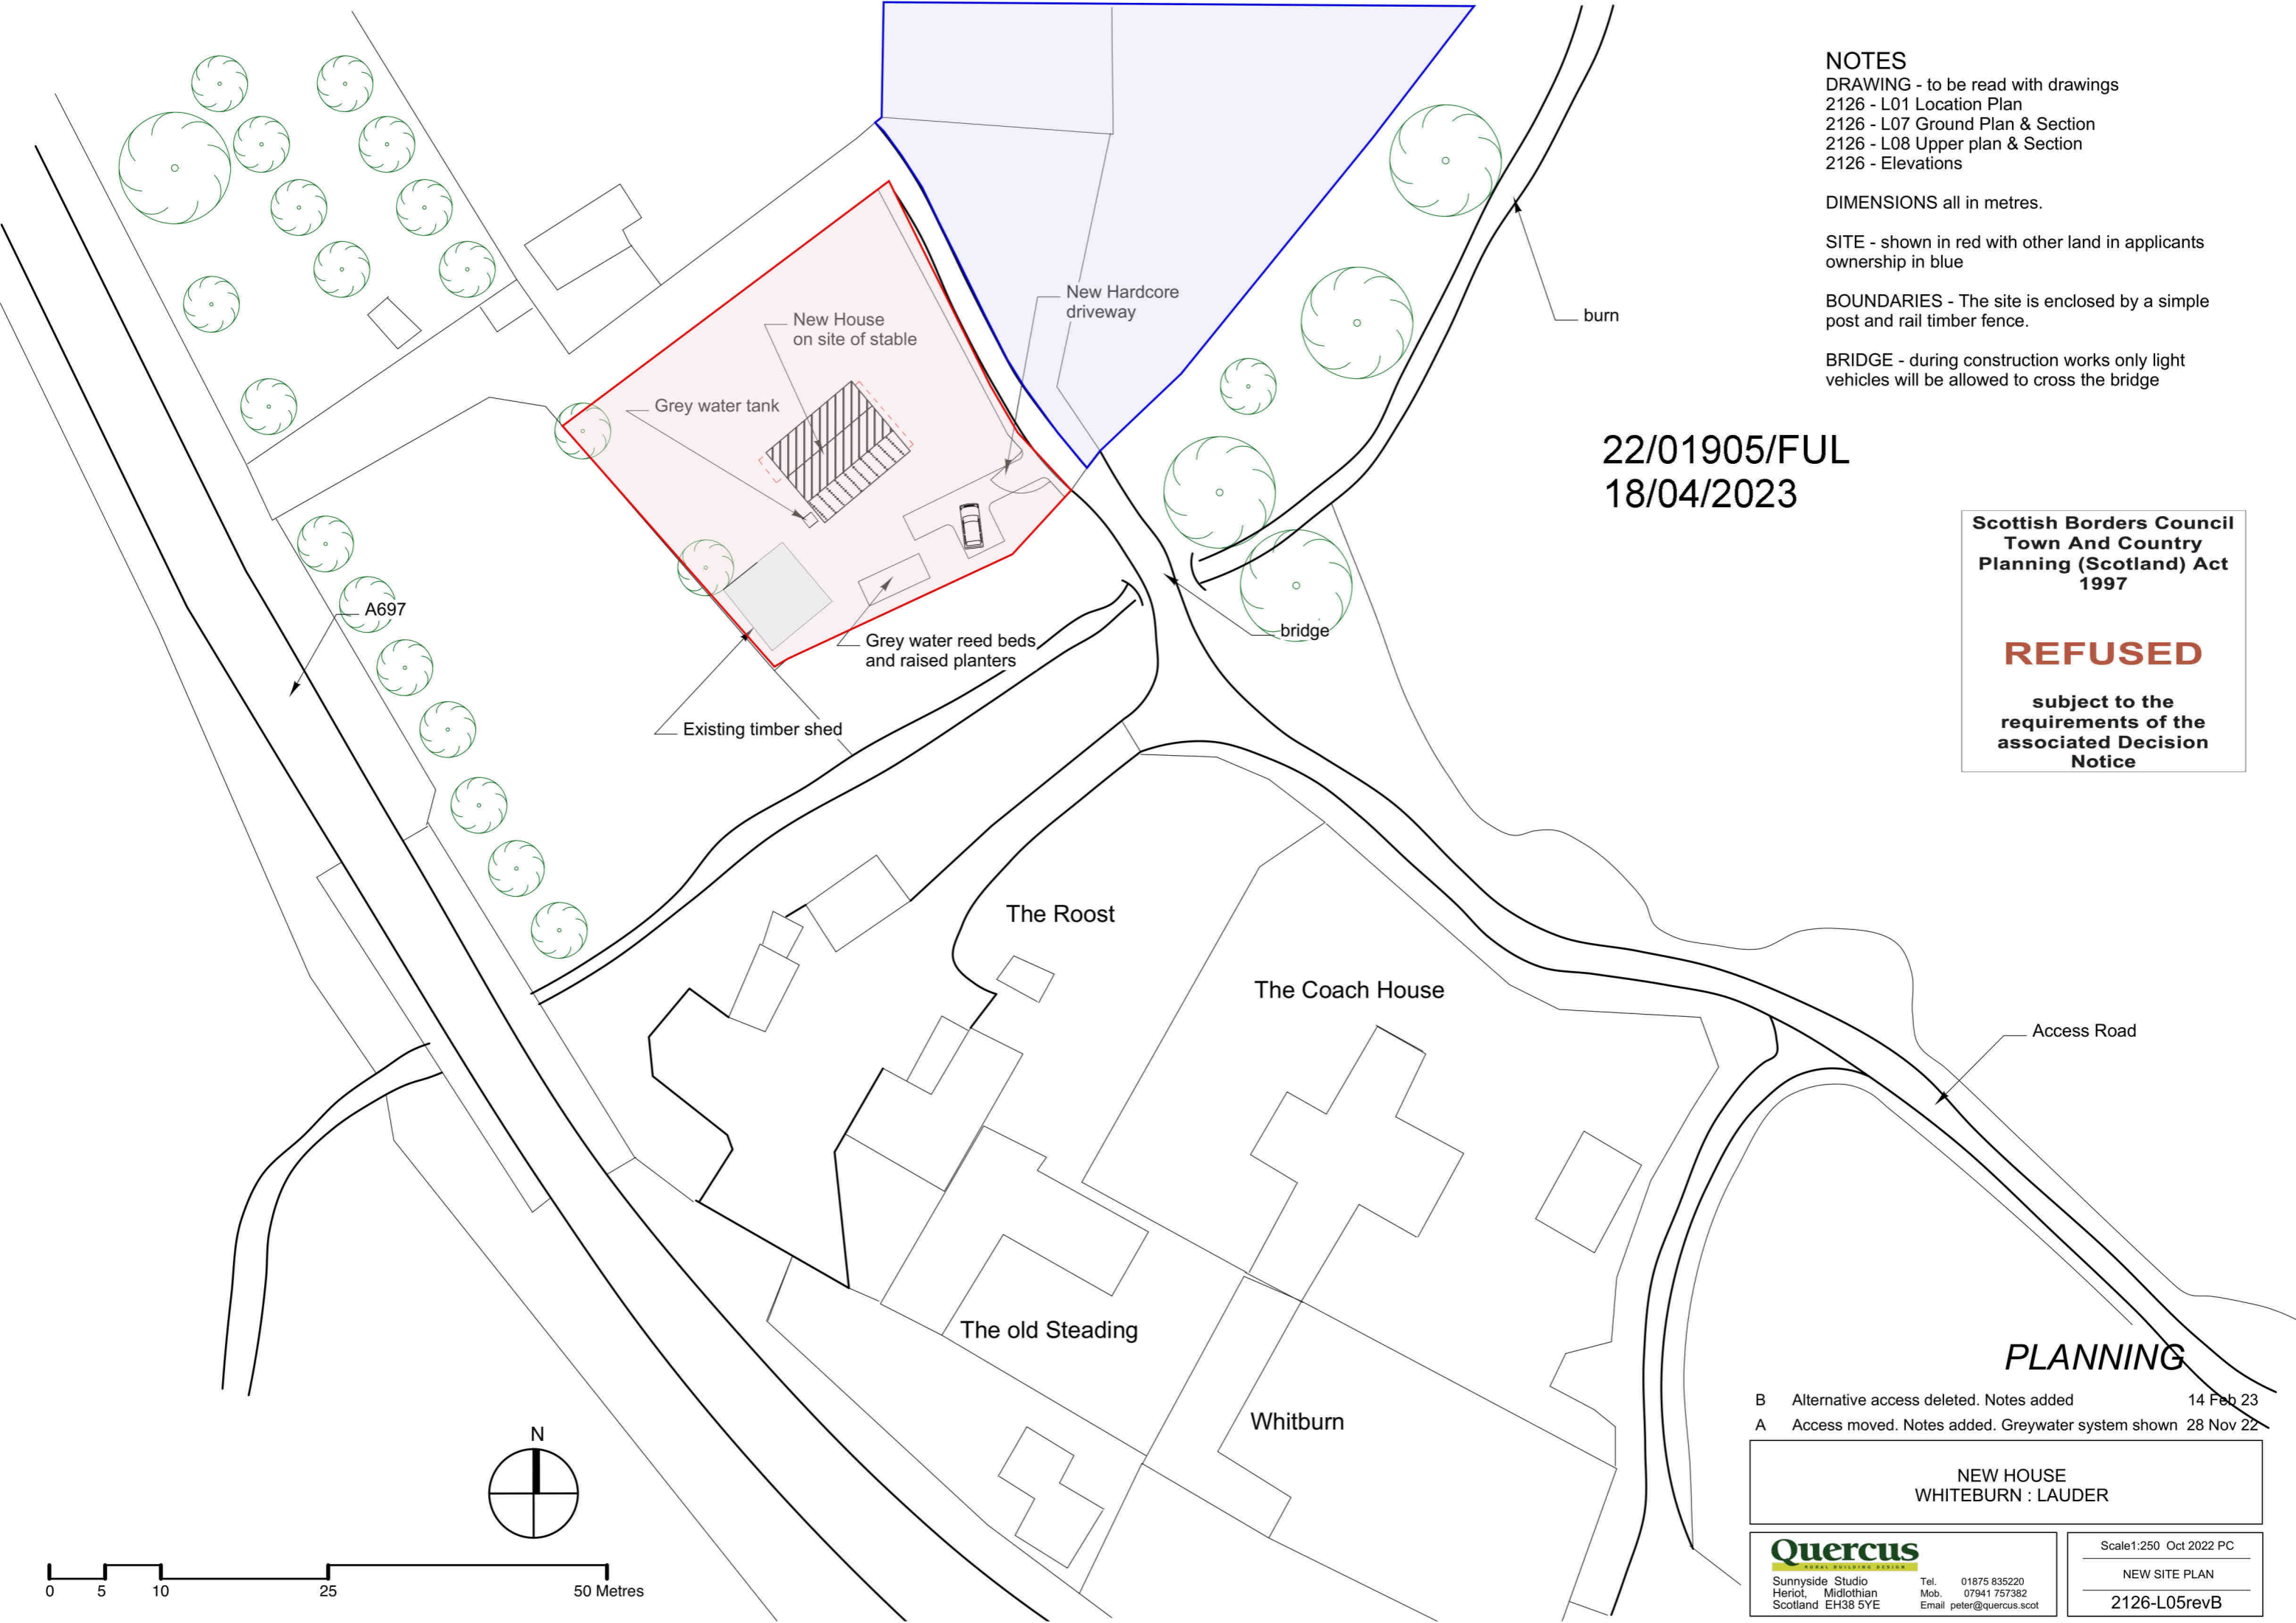 NOTES
DRAWING - to be read with drawings
2126 - L01 Location Plan
2126 - L07 Ground Plan & Section
2126 - L08 Upper plan & Section
2126 - Elevations
DIMENSIONS all in metres.
SITE - shown in red with other land in applicants
ownership in blue
BOUNDARIES - The site is enclosed by a simple
post and rail timber fence.
BRIDGE - during construction works only light
vehicles will be allowed to cross the bridge
22/01905/FUL
18/04/2023
Scottish Borders Council
Town And Country
Planning (Scotland) Act
1997
REFUSED
subject to the
requirements of the
associated Decision
Notice
New Hardcore
driveway
New House
on site of stable
burn
Grey water tank
A697
bridge
Grey water reed beds
and raised planters
Existing timber shed
The Roost
The Coach House
Access Road
The old Steading
Whitburn
N
0 5 10 25 50 Metres
PLANNING
B Alternative access deleted. Notes added 14 Feb 23
A Access moved. Notes added. Greywater system shown 28 Nov 22
NEW HOUSE
WHITEBURN : LAUDER
Quercus
RURAL BUILDING DESIGN
Sunnyside Studio
Heriot, Midlothian
Scotland EH38 5YE
Tel. 01875 835220
Mob. 07941 757382
Email peter@quercus.scot
Scale1:250 Oct 2022 PC
NEW SITE PLAN
2126-L05revB